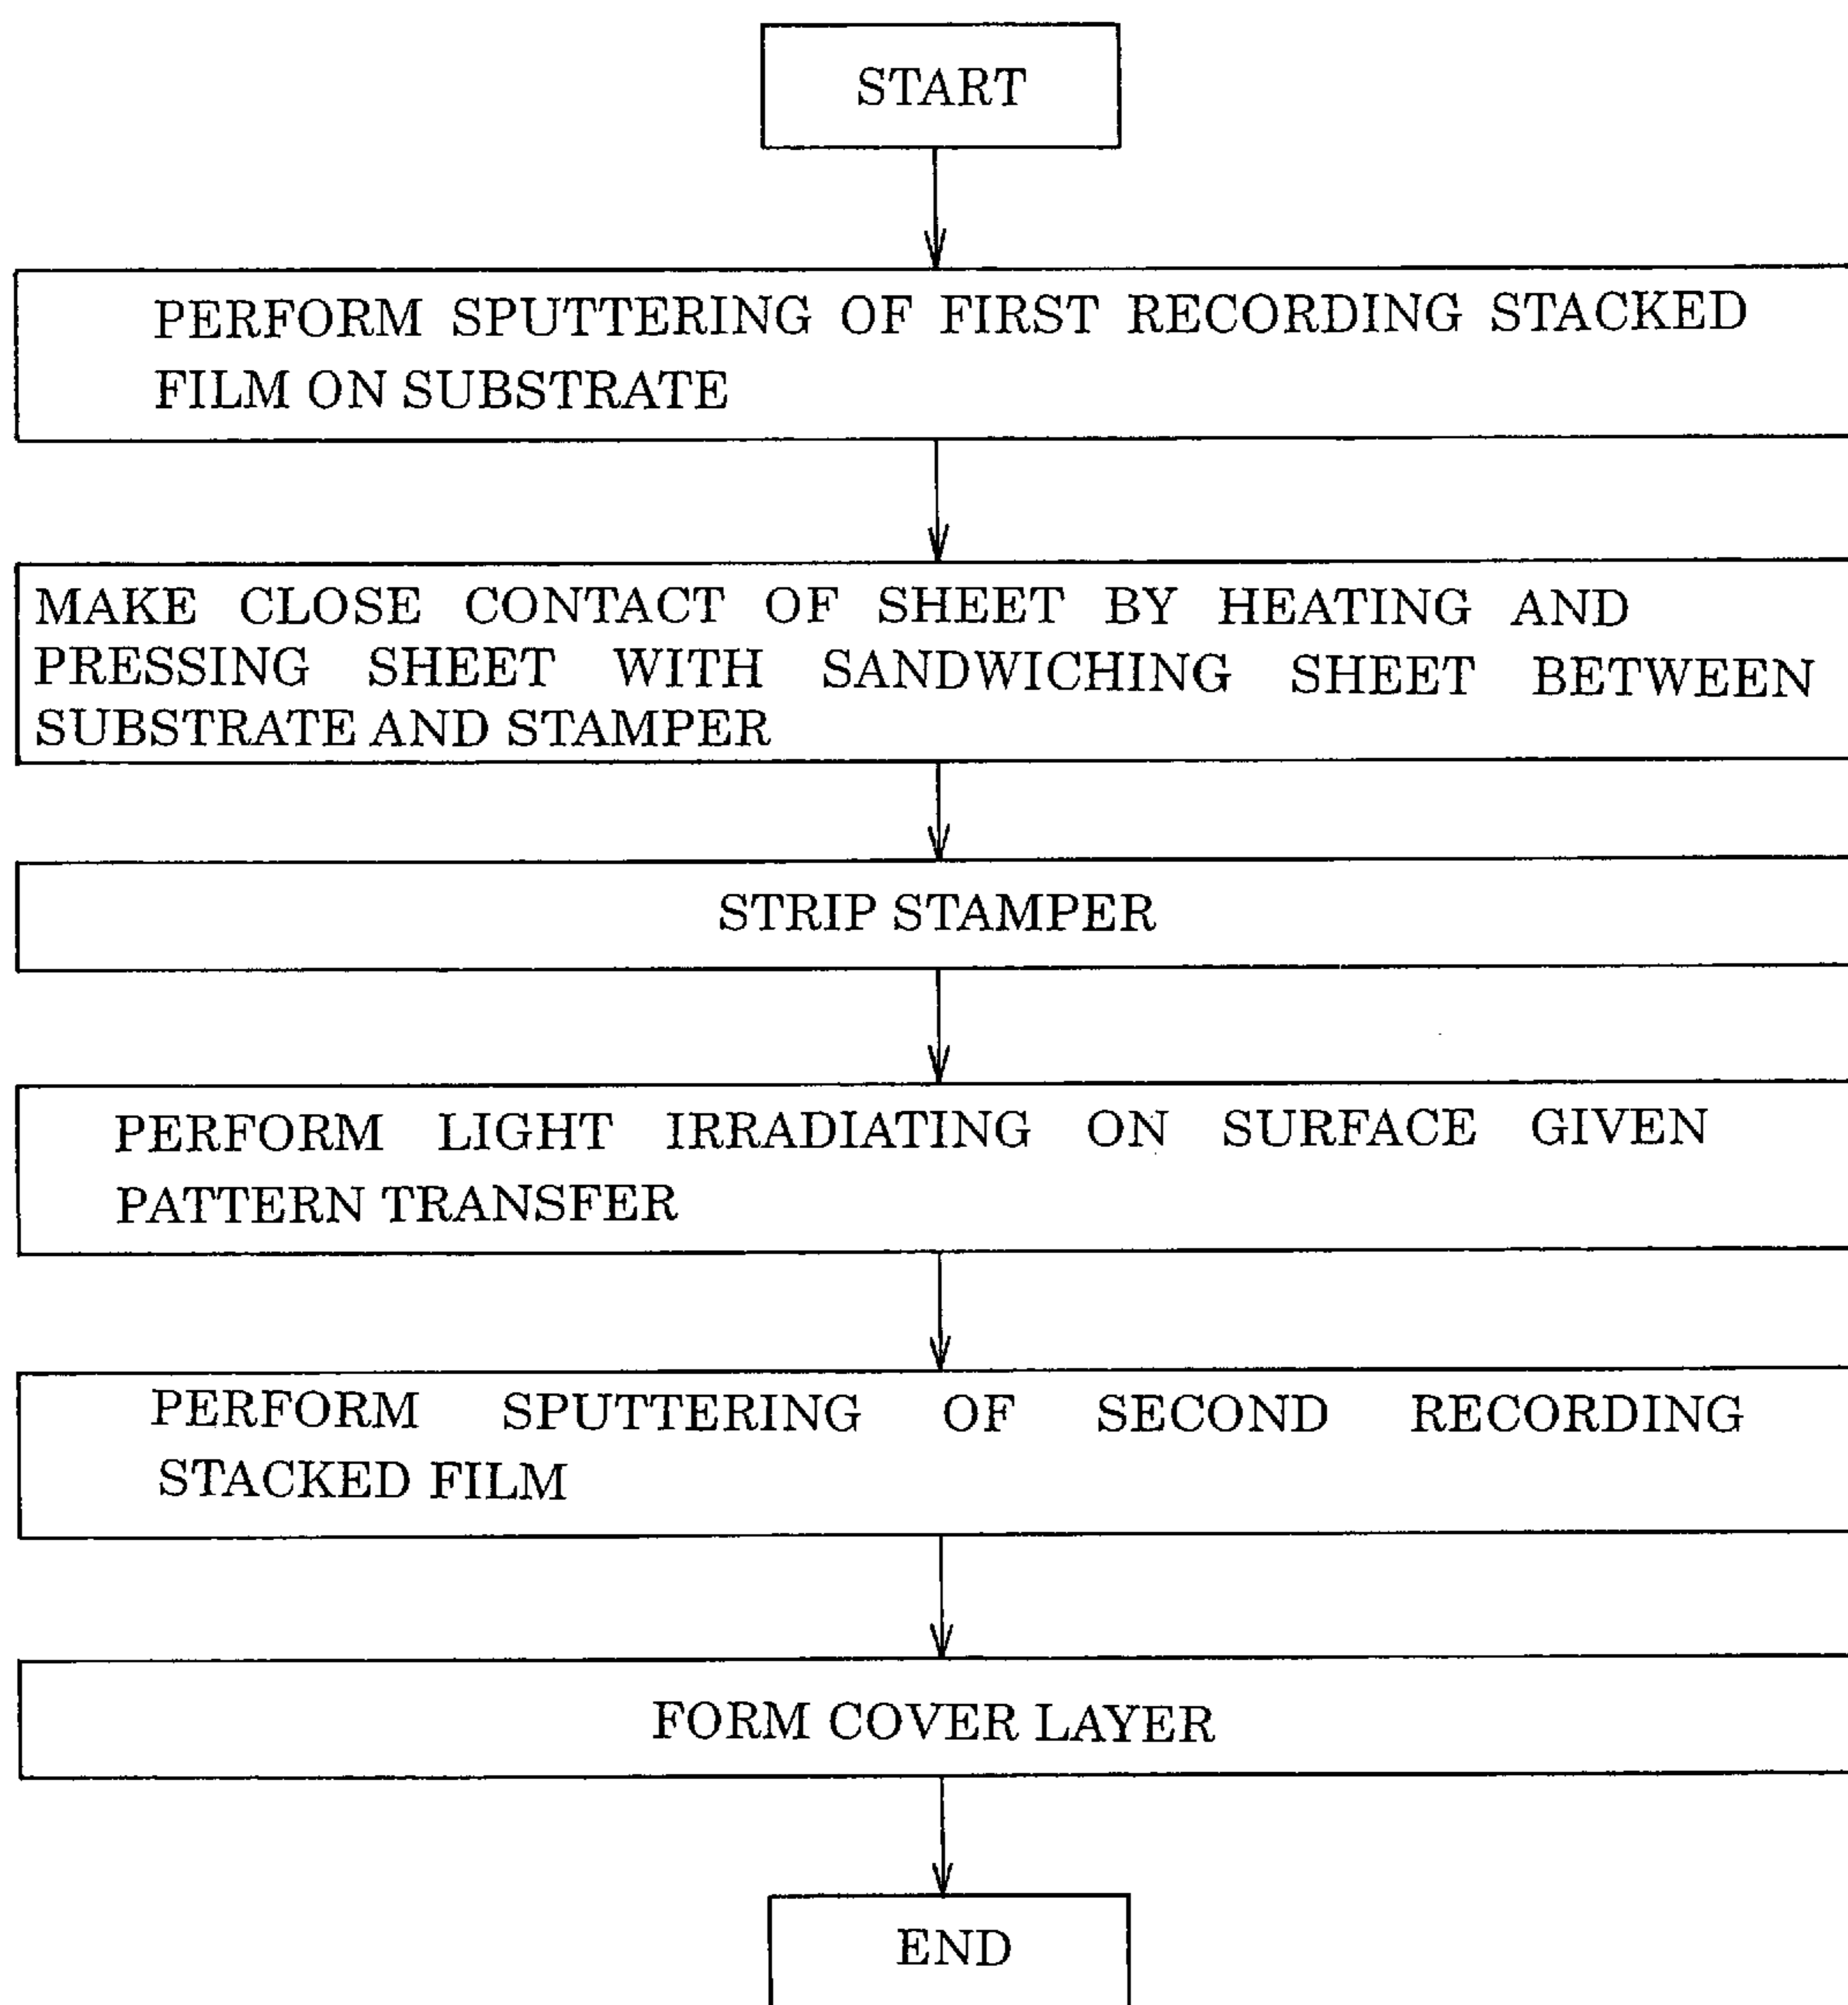 START
PERFORM SPUTTERING OF FIRST RECORDING STACKED
FILM ON SUBSTRATE
MAKE CLOSE CONTACT OF SHEET BY HEATING AND
PRESSING SHEET WITH SANDWICHING SHEET BETWEEN
SUBSTRATE AND STAMPER
STRIP STAMPER
PERFORM LIGHT IRRADIATING ON SURFACE GIVEN
PATTERN TRANSFER
PERFORM SPUTTERING OF SECOND RECORDING
STACKED FILM
FORM COVER LAYER
END